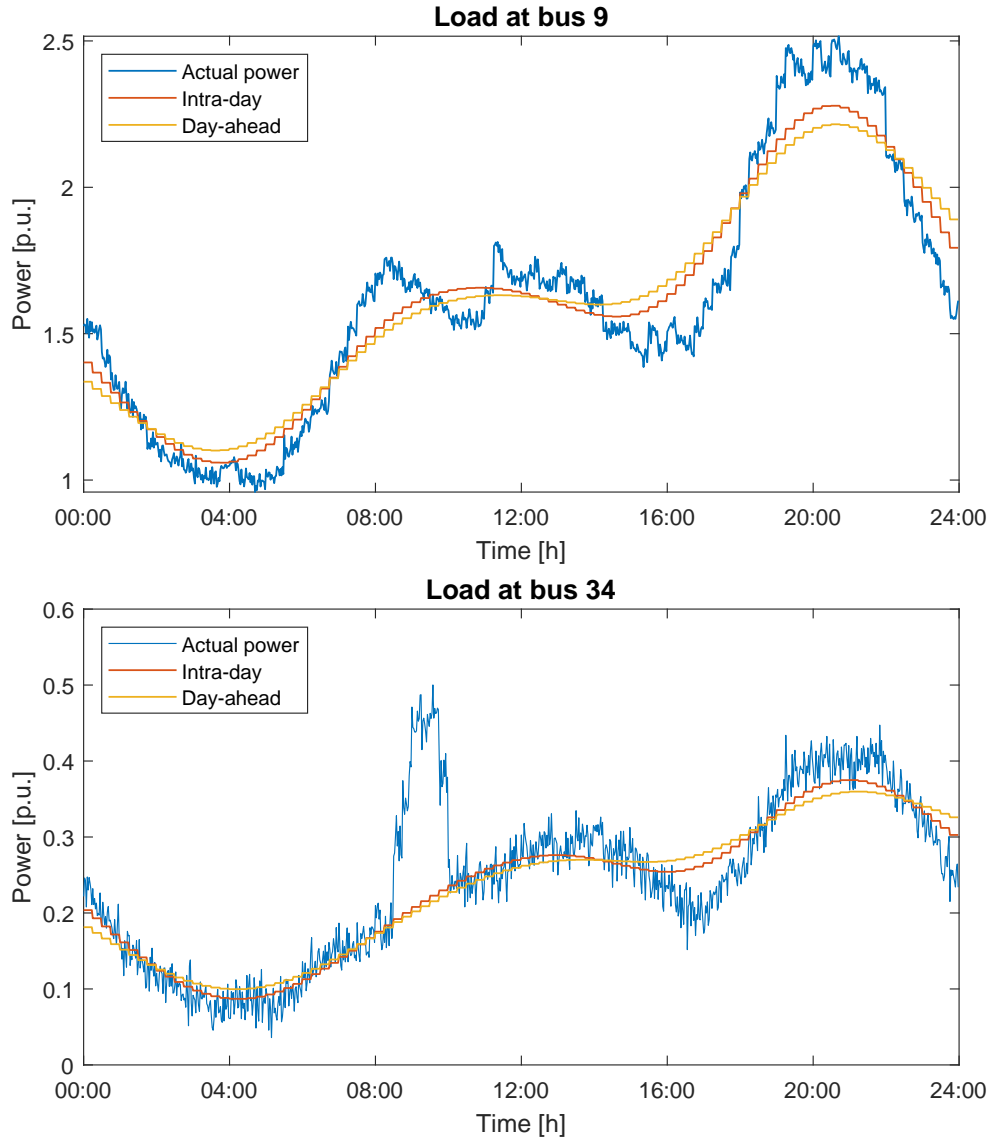 Load at bus 9
Actual power
Intra-day
Day-ahead
2.5
2
1.5
1
Power [p.u.]
00:00 04:00 08:00 12:00 16:00 20:00 24:00
Time [h]
Load at bus 34
Actual power
Intra-day
Day-ahead
0.6
0.5
0.4
0.3
0.2
0.1
0
Power [p.u.]
00:00 04:00 08:00 12:00 16:00 20:00 24:00
Time [h]